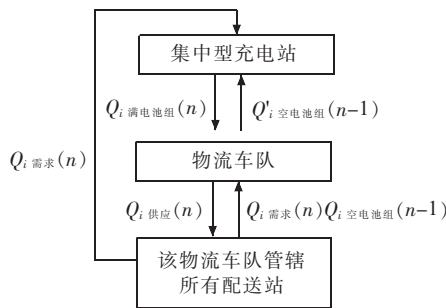 集中型充电站
Qi 满电池组(n) Q'i 空电池组(n-1)
Qi 需求(n)
物流车队
Qi 供应(n) Qi 需求(n)Qi 空电池组(n-1)
该物流车队管辖
所有配送站